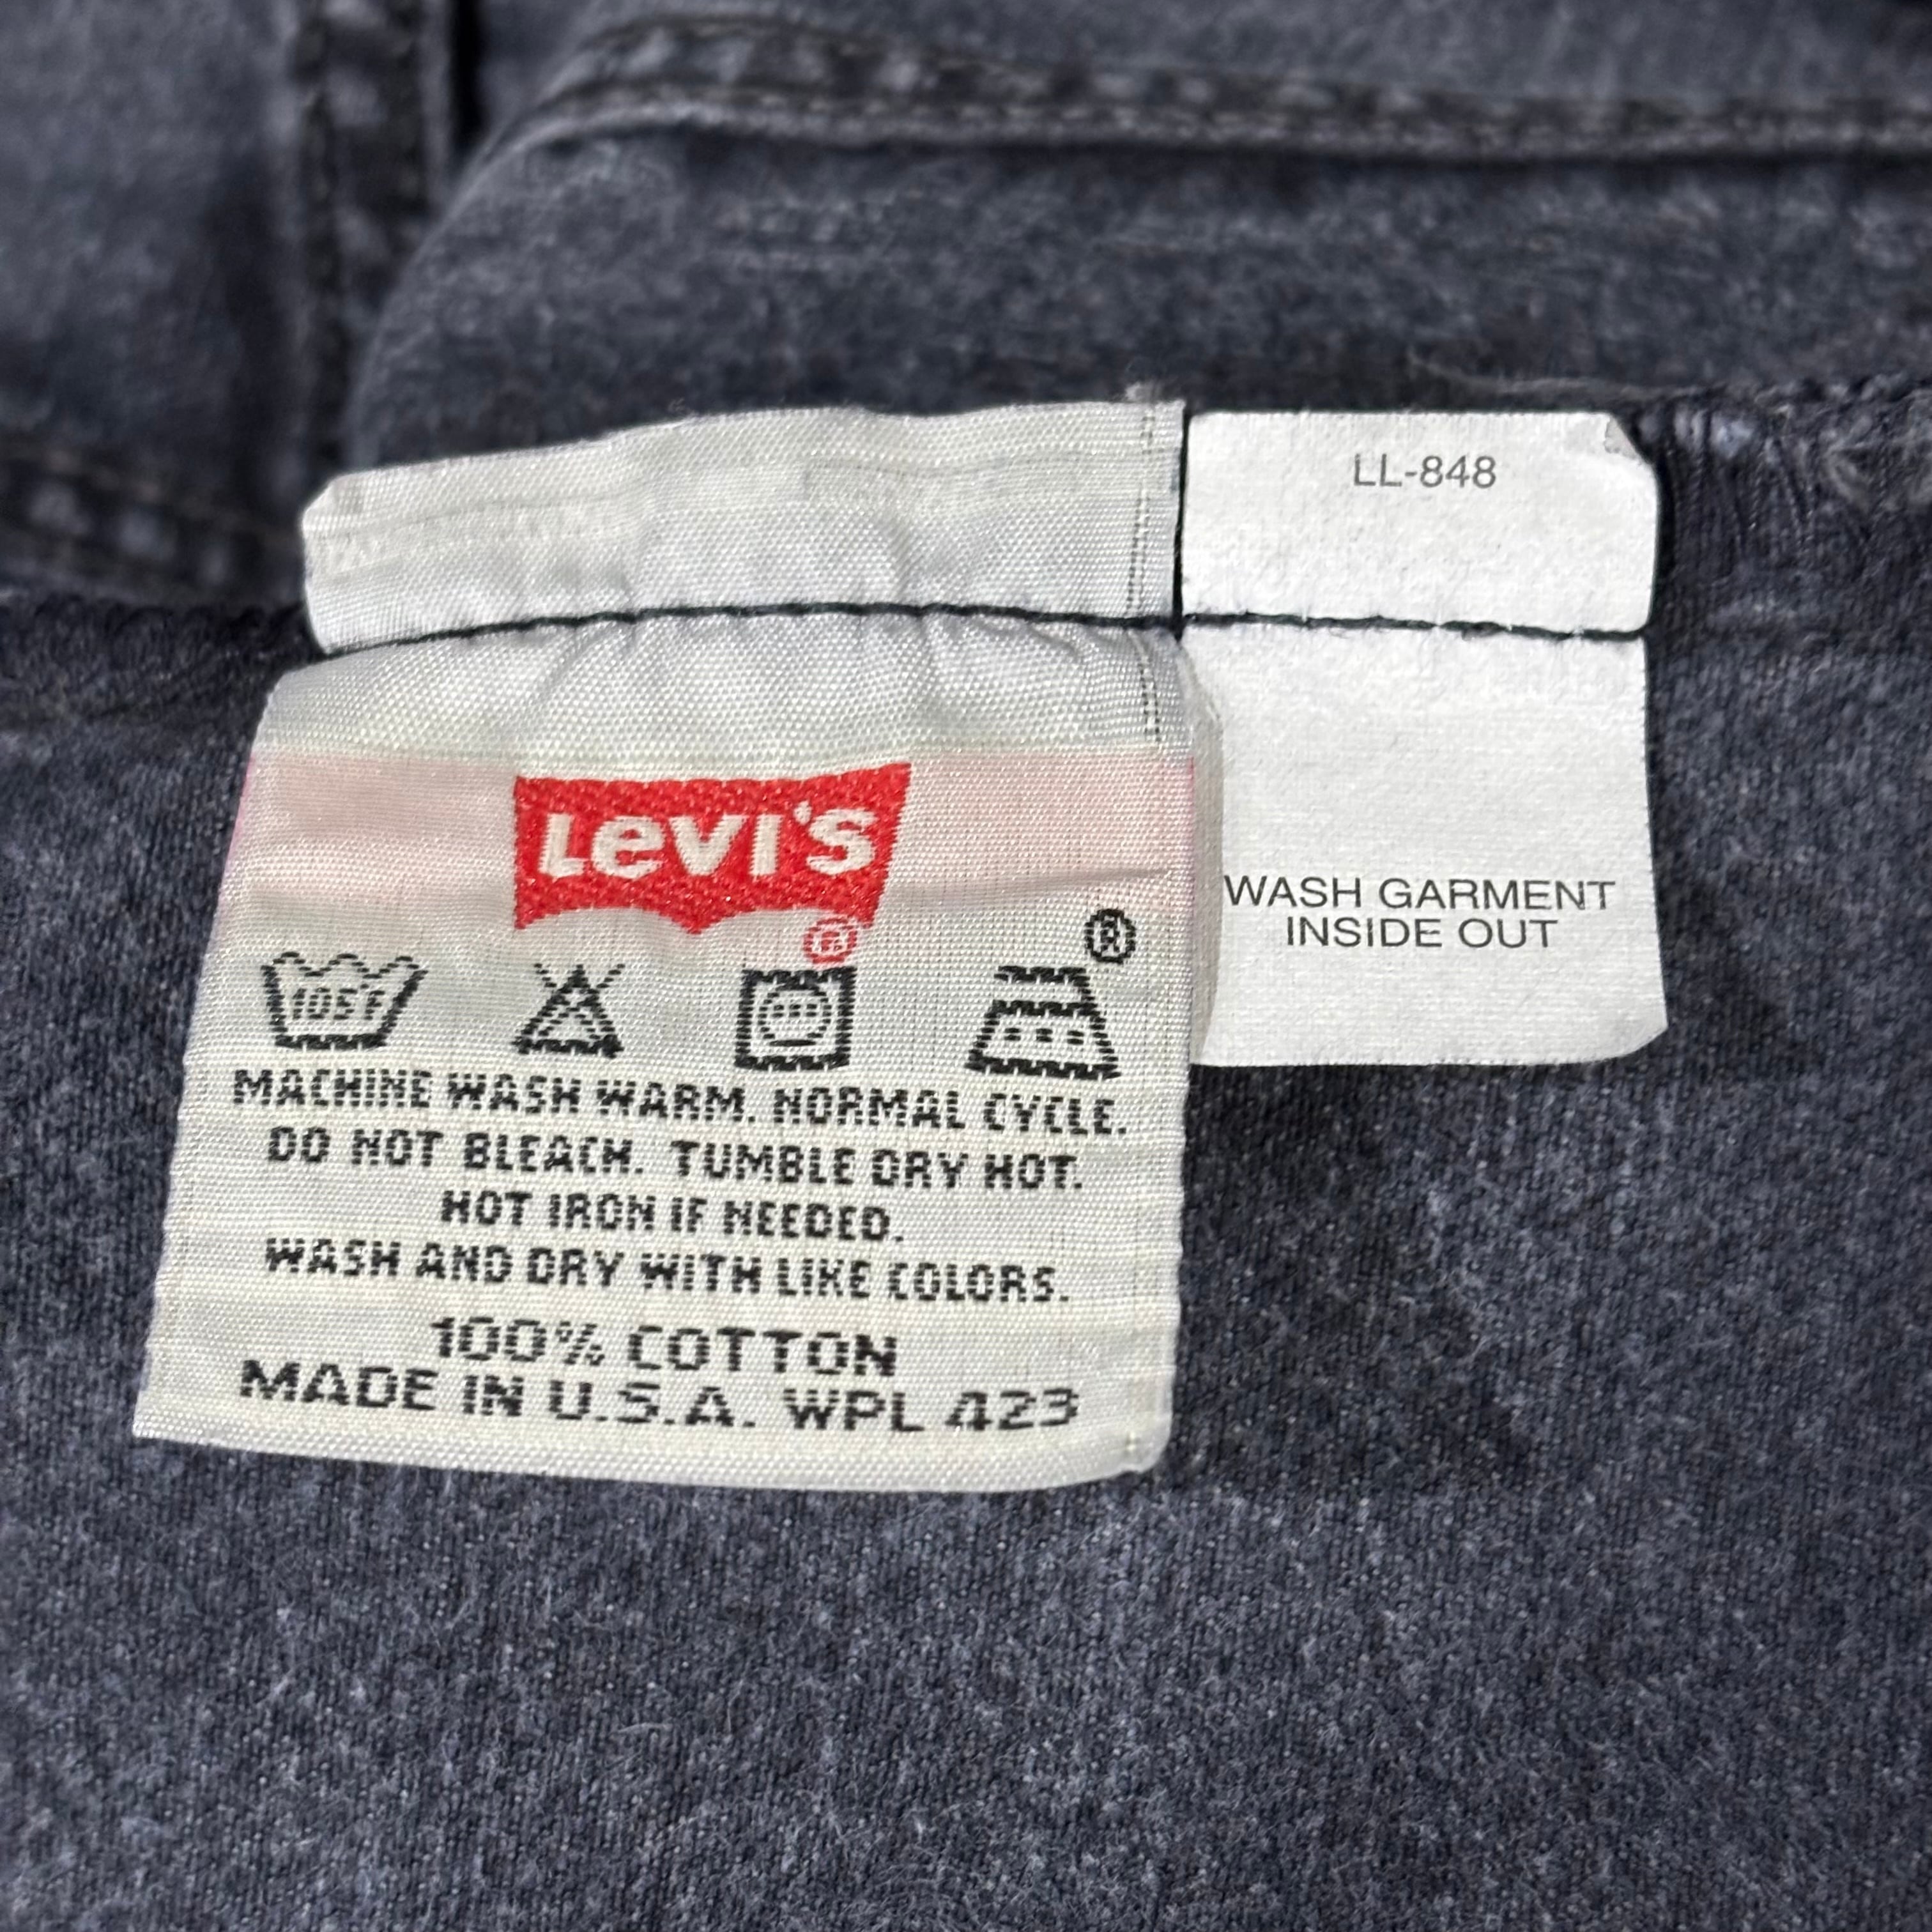 LL-848
WASH GARMENT
INSIDE OUT
LEVI'S
®
®
105F
MACHINE WASH WARM. NORMAL CYCLE.
DO NOT BLEACH. TUMBLE DRY HOT.
HOT IRON IF NEEDED.
WASH AND DRY WITH LIKE COLORS.
100% COTTON
MADE IN U.S.A. WPL 423